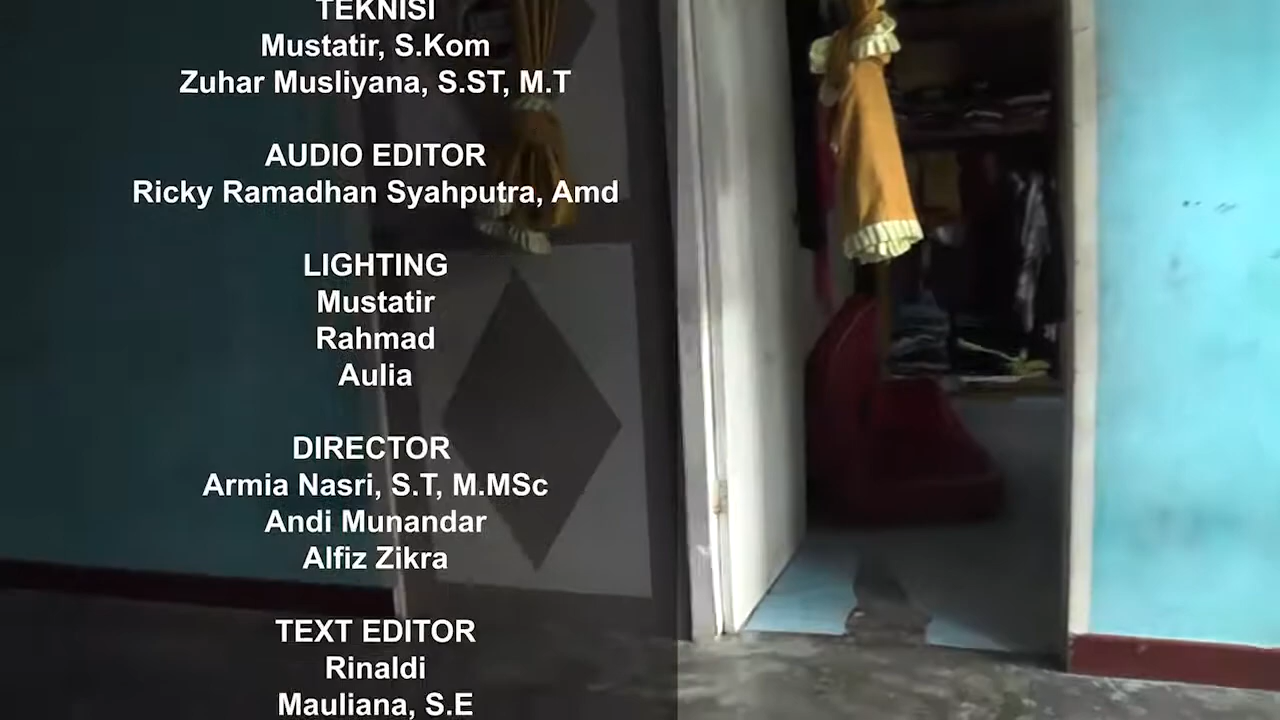 TEKNISI
Mustatir, S.Kom
Zuhar Musliyana, S.ST, M.T
AUDIO EDITOR
Ricky Ramadhan Syahputra, Amd
LIGHTING
Mustatir
Rahmad
Aulia
DIRECTOR
Armia Nasri, S.T, M.MSc
Andi Munandar
Alfiz Zikra
TEXT EDITOR
Rinaldi
Mauliana, S.E